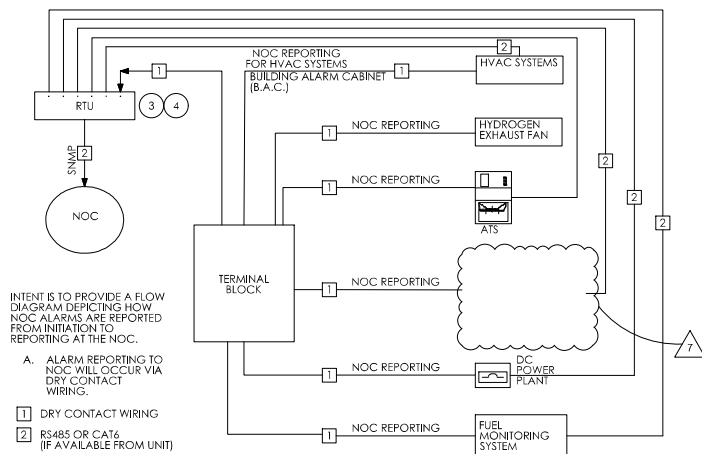 2
NOC REPORTING
FOR HVAC SYSTEMS
BUILDING ALARM CABINET
(B.A.C.)
1
HVAC SYSTEMS
1
RTU
3
4
SNMP
2
NOC
1
NOC REPORTING
HYDROGEN
EXHAUST FAN
1
NOC REPORTING
ATS
2
2
2
TERMINAL
BLOCK
1
NOC REPORTING
7
INTENT IS TO PROVIDE A FLOW
DIAGRAM DEPICTING HOW
NOC ALARMS ARE REPORTED
FROM INITIATION TO
REPORTING AT THE NOC.
A. ALARM REPORTING TO
NOC WILL OCCUR VIA
DRY CONTACT
WIRING.
1 DRY CONTACT WIRING
2 RS485 OR CAT6
(IF AVAILABLE FROM UNIT)
1
NOC REPORTING
DC
POWER
PLANT
1
NOC REPORTING
FUEL
MONITORING
SYSTEM